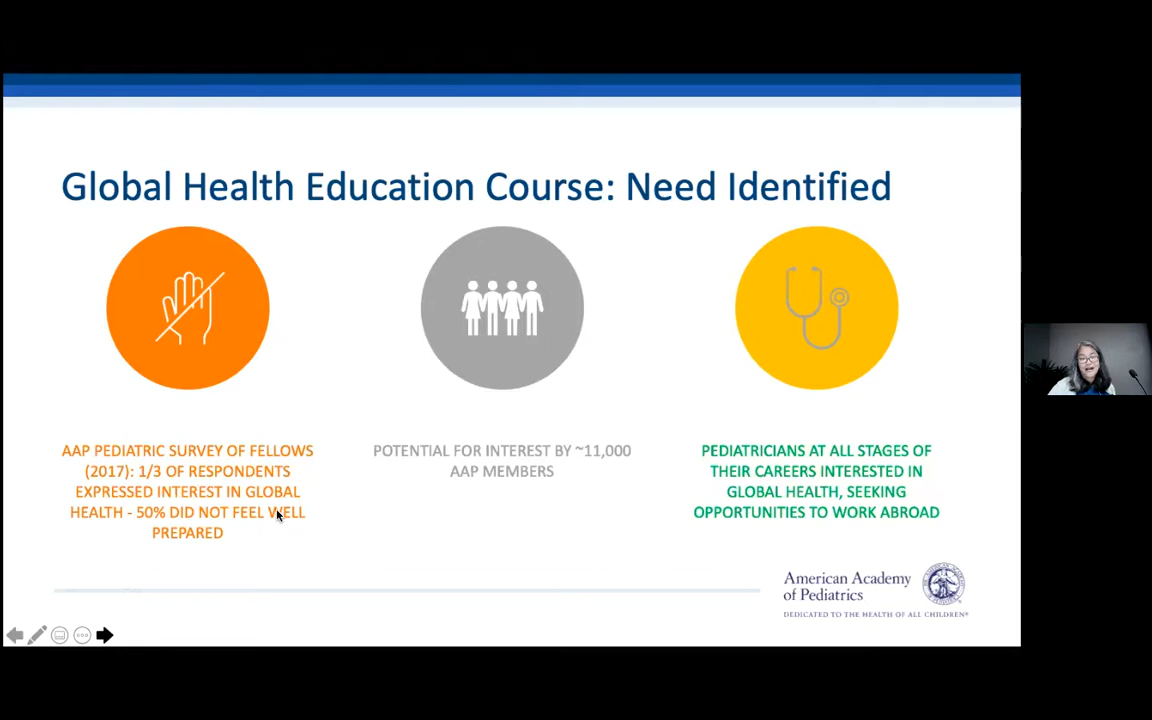 Global Health Education Course: Need Identified
AAP PEDIATRIC SURVEY OF FELLOWS
(2017): 1/3 OF RESPONDENTS
EXPRESSED INTEREST IN GLOBAL
HEALTH - 50% DID NOT FEEL WELL
PREPARED
POTENTIAL FOR INTEREST BY ~11,000
AAP MEMBERS
PEDIATRICIANS AT ALL STAGES OF
THEIR CAREERS INTERESTED IN
GLOBAL HEALTH, SEEKING
OPPORTUNITIES TO WORK ABROAD
American Academy
of Pediatrics
DEDICATED TO THE HEALTH OF ALL CHILDREN®